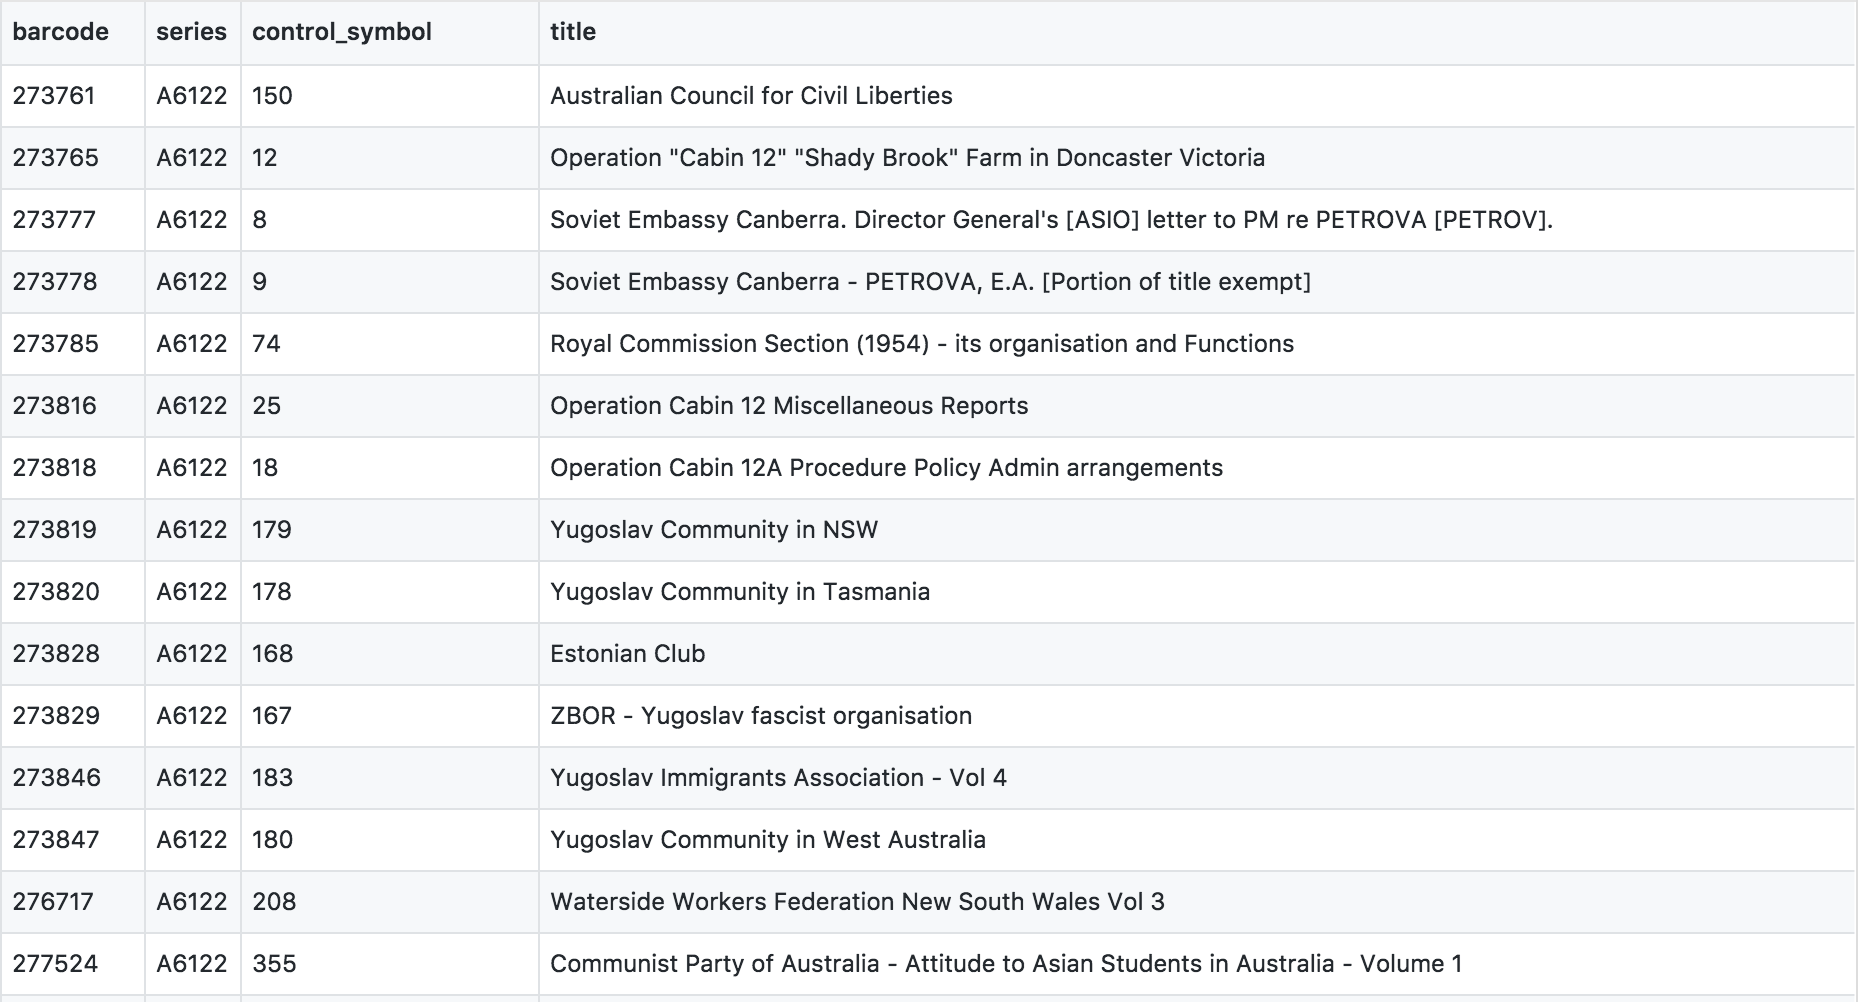 barcode series control_symbol title
273761 A6122 150 Australian Council for Civil Liberties
273765 A6122 12 Operation "Cabin 12" "Shady Brook" Farm in Doncaster Victoria
273777 A6122 8 Soviet Embassy Canberra. Director General's [ASIO] letter to PM re PETROVA [PETROV].
273778 A6122 9 Soviet Embassy Canberra - PETROVA, E.A. [Portion of title exempt]
273785 A6122 74 Royal Commission Section (1954) - its organisation and Functions
273816 A6122 25 Operation Cabin 12 Miscellaneous Reports
273818 A6122 18 Operation Cabin 12A Procedure Policy Admin arrangements
273819 A6122 179 Yugoslav Community in NSW
273820 A6122 178 Yugoslav Community in Tasmania
273828 A6122 168 Estonian Club
273829 A6122 167 ZBOR - Yugoslav fascist organisation
273846 A6122 183 Yugoslav Immigrants Association - Vol 4
273847 A6122 180 Yugoslav Community in West Australia
276717 A6122 208 Waterside Workers Federation New South Wales Vol 3
277524 A6122 355 Communist Party of Australia - Attitude to Asian Students in Australia - Volume 1